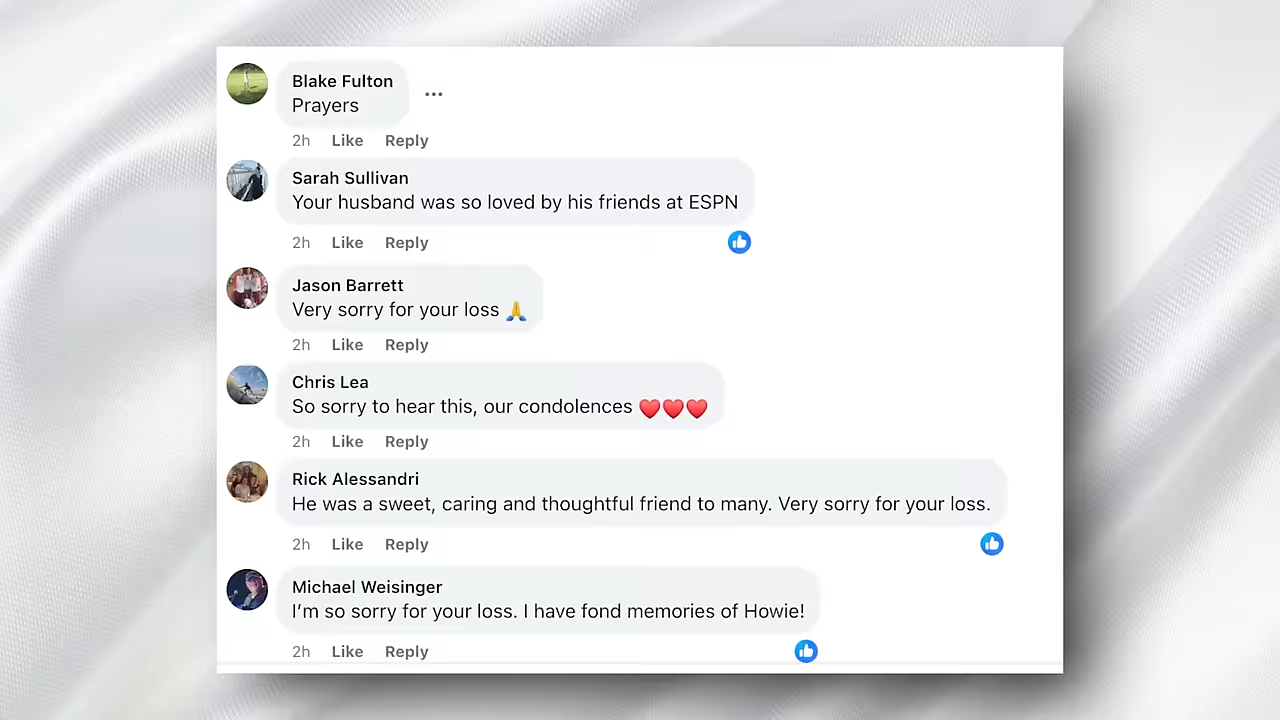 Blake Fulton
Prayers
...
2h Like Reply
Sarah Sullivan
Your husband was so loved by his friends at ESPN
2h Like Reply
Jason Barrett
Very sorry for your loss 🙏
2h Like Reply
Chris Lea
So sorry to hear this, our condolences ❤️❤️❤️
2h Like Reply
Rick Alessandri
He was a sweet, caring and thoughtful friend to many. Very sorry for your loss.
2h Like Reply
Michael Weisinger
I’m so sorry for your loss. I have fond memories of Howie!
2h Like Reply